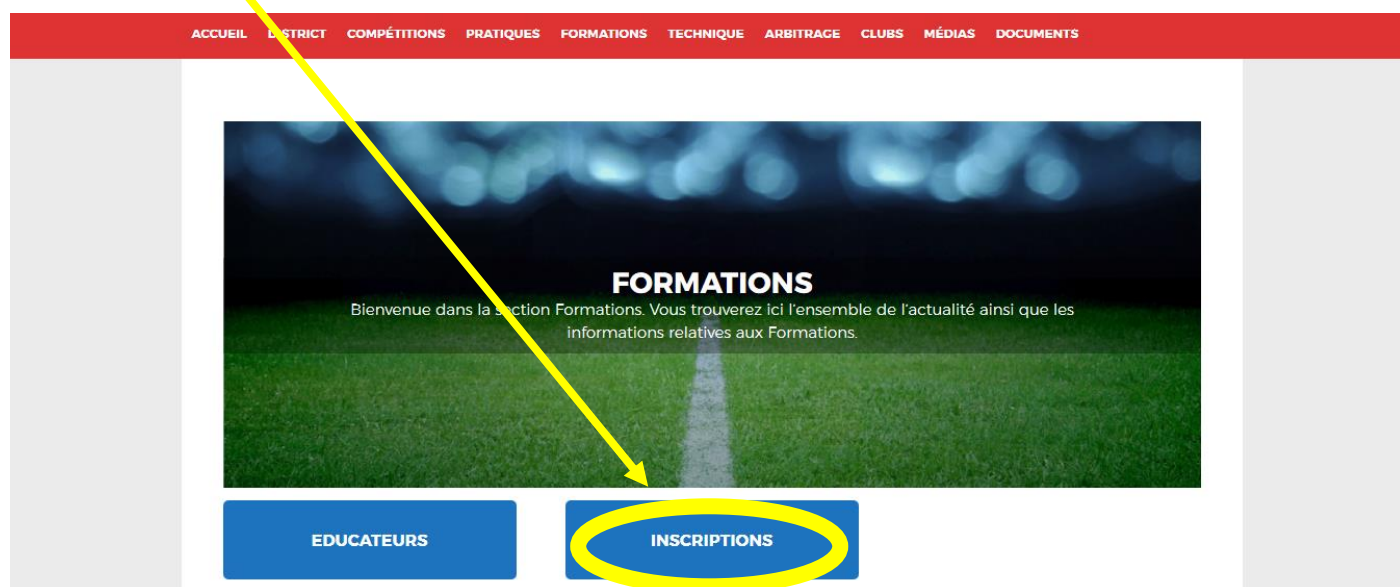 ACCUEIL DISTRICT COMPÉTITIONS PRATIQUES FORMATIONS TECHNIQUE ARBITRAGE CLUBS MÉDIAS DOCUMENTS
FORMATIONS
Bienvenue dans la section Formations. Vous trouverez ici l'ensemble de l'actualité ainsi que les
informations relatives aux Formations.
EDUCATEURS INSCRIPTIONS